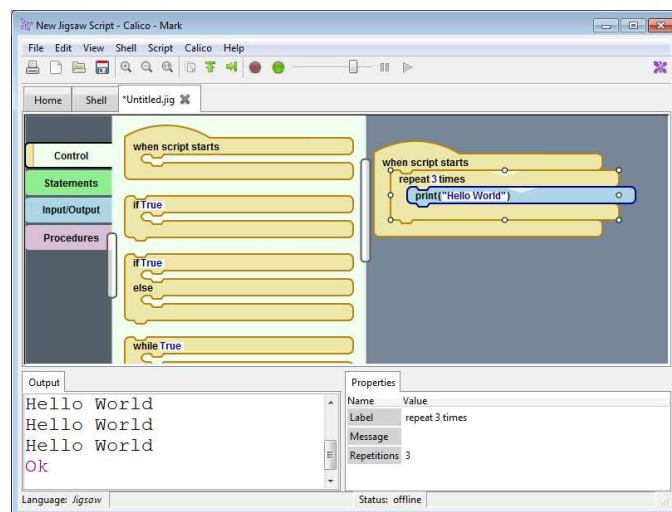 New Jigsaw Script - Calico - Mark
File Edit View Shell Script Calico Help
Home Shell *Untitled.jig
Control
Statements
Input/Output
Procedures
when script starts
if True
if True
else
while True
when script starts
repeat 3 times
print("Hello World")
Output
Hello World
Hello World
Hello World
Ok
Properties
Name Value
Label repeat 3 times
Message
Repetitions 3
Language: Jigsaw Status: offline